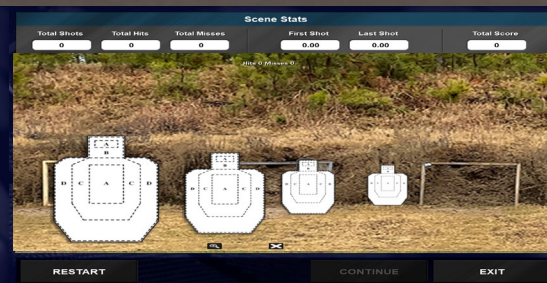 Scene Stats
Total Shots Total Hits Total Misses First Shot Last Shot Total Score
0 0 0 0.00 0.00 0
Hits 0 Misses 0
A
B
D C A C D
A
B
D C A C D
RESTART CONTINUE EXIT